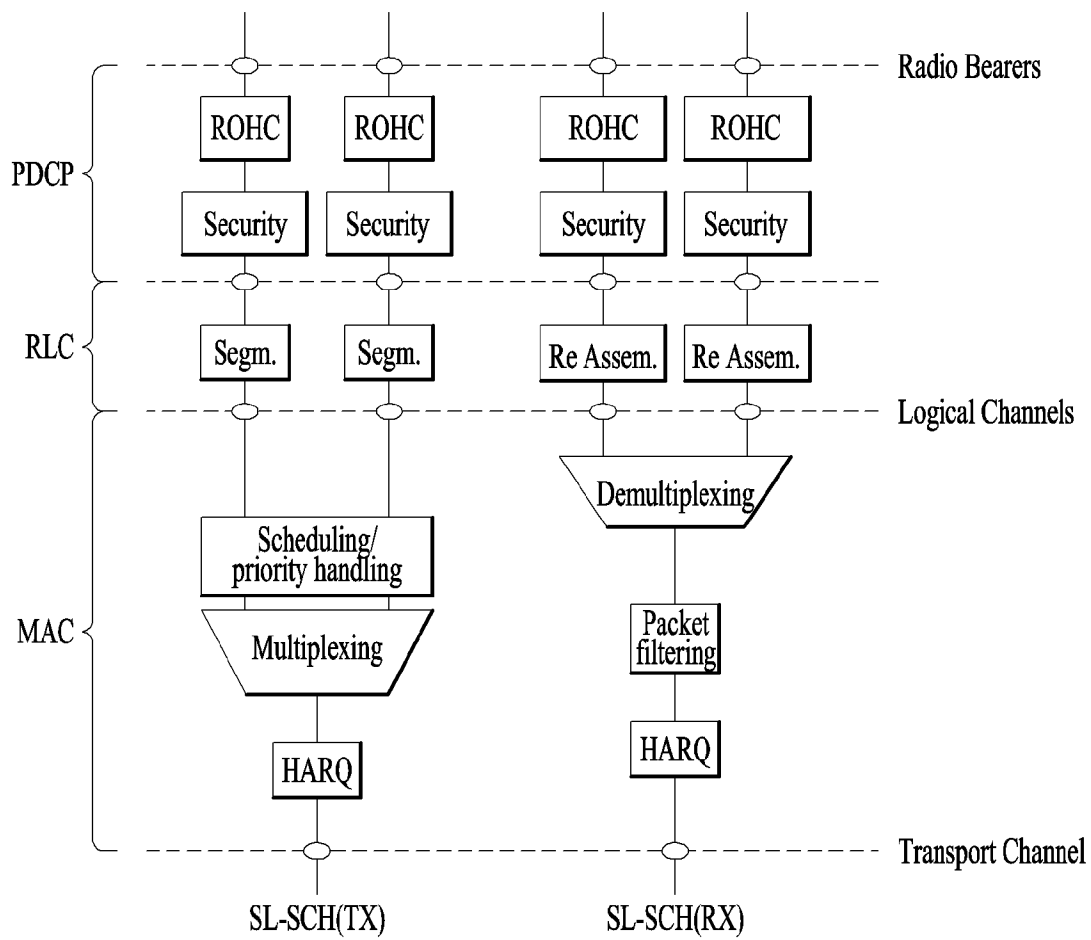 Radio Bearers
ROHC ROHC ROHC ROHC
PDCP
Security Security Security Security
RLC
Segm. Segm. Re Assem. Re Assem.
Logical Channels
Demultiplexing
Scheduling/
priority handling
MAC
Multiplexing
Packet
filtering
HARQ
HARQ
Transport Channel
SL-SCH(TX) SL-SCH(RX)